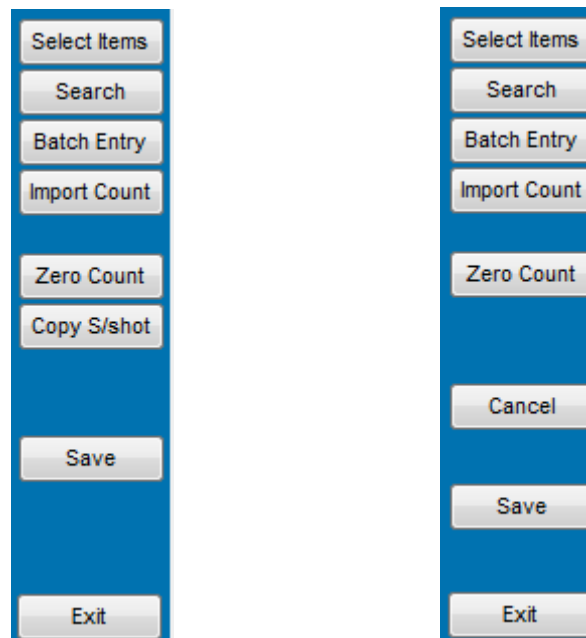 Select Items
Search
Batch Entry
Import Count
Zero Count
Copy S/shot
Save
Exit
Select Items
Search
Batch Entry
Import Count
Zero Count
Cancel
Save
Exit